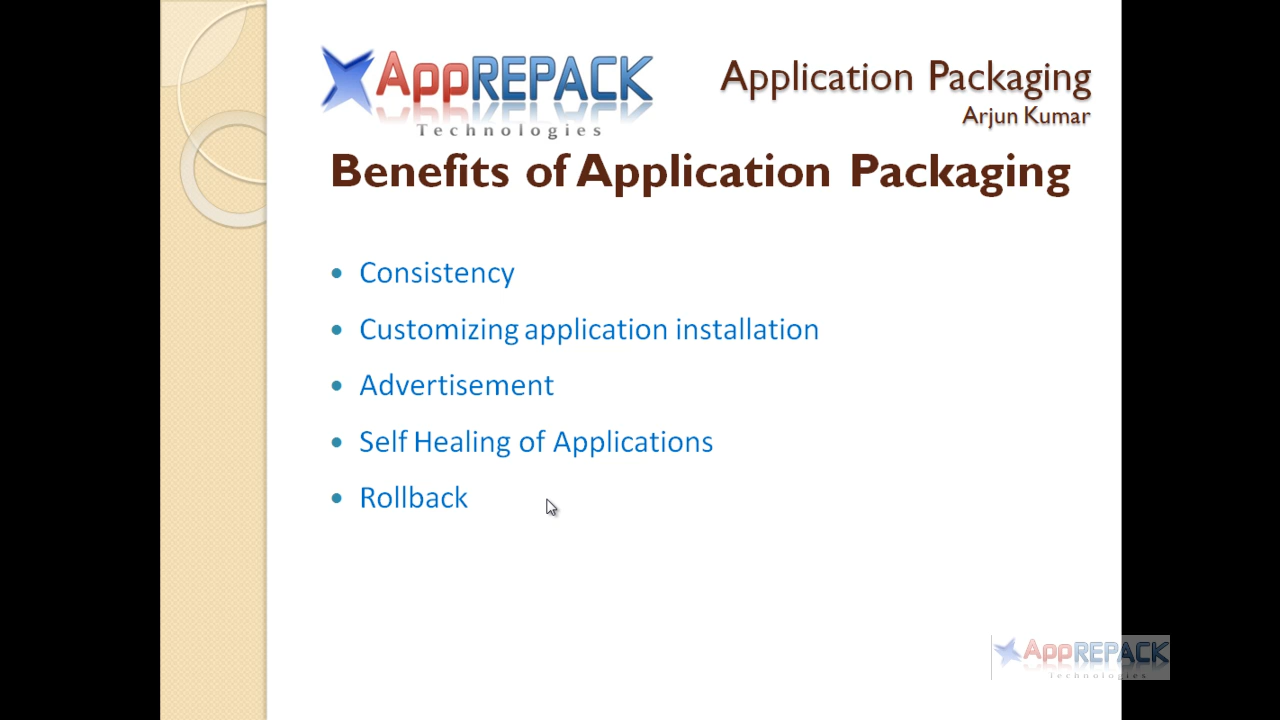 AppREPACK
Technologies
Application Packaging
Arjun Kumar
Benefits of Application Packaging
• Consistency
• Customizing application installation
• Advertisement
• Self Healing of Applications
• Rollback
AppREPACK
Technologies